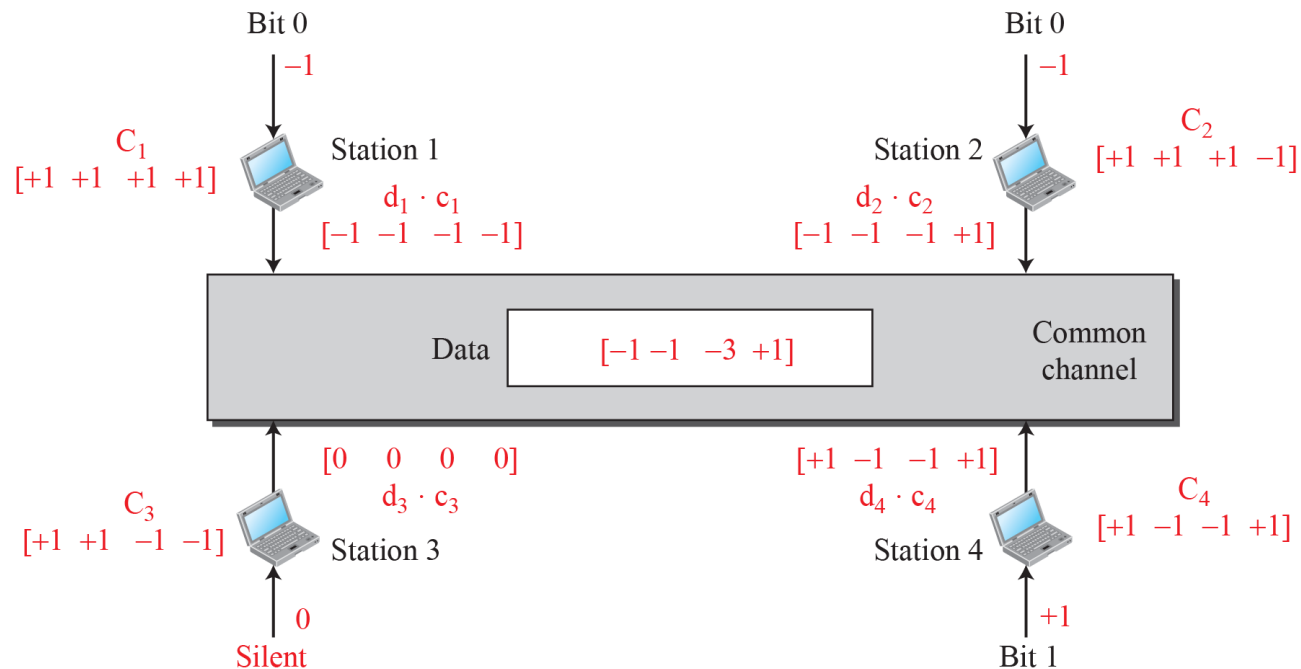 Bit 0
−1
C₁
[+1 +1 +1 +1]
Station 1
d₁ · c₁
[−1 −1 −1 −1]
Bit 0
−1
Station 2
C₂
[+1 +1 +1 −1]
d₂ · c₂
[−1 −1 −1 +1]
Data
[−1 −1 −3 +1]
Common
channel
[0 0 0 0]
d₃ · c₃
C₃
[+1 +1 −1 −1]
Station 3
0
Silent
[+1 −1 −1 +1]
d₄ · c₄
Station 4
C₄
[+1 −1 −1 +1]
+1
Bit 1